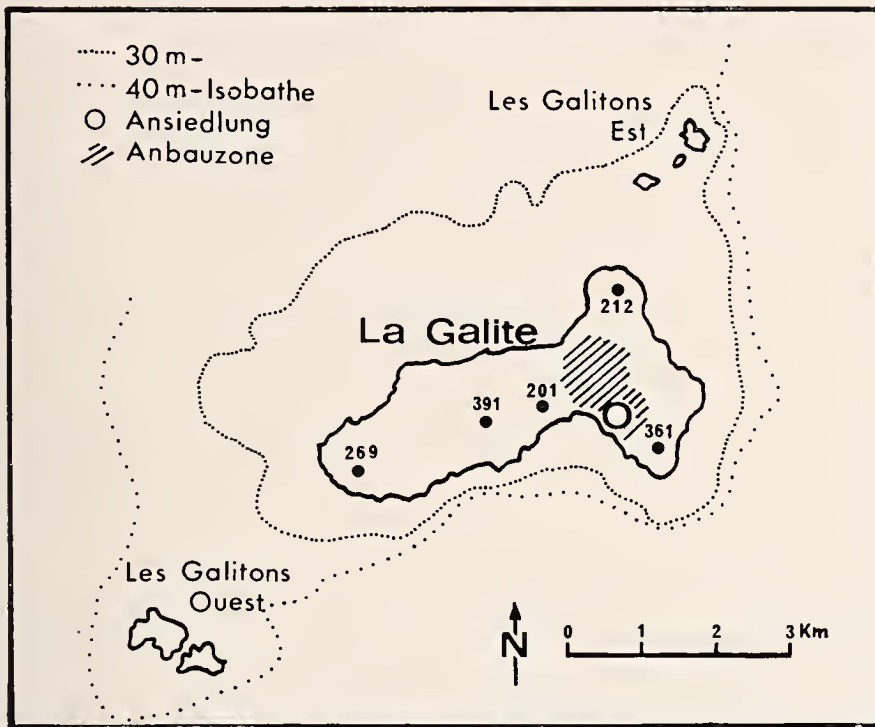 30 m-
40 m-Isobathe
Ansiedlung
Anbauzone
Les Galitons
Est
212
La Galite
201
391
361
269
Les Galitons
Ouest
N
0 1 2 3 Km